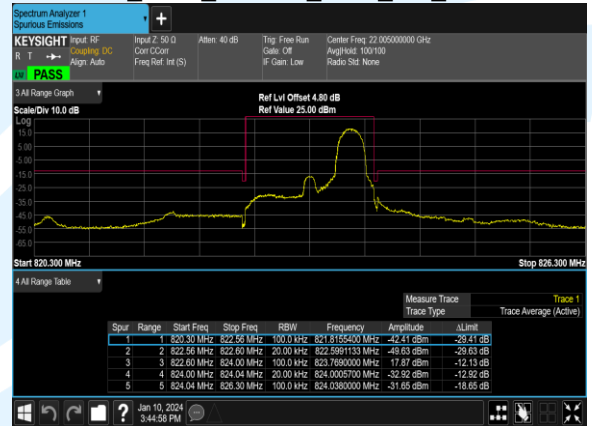 Spectrum Analyzer 1
Spurious Emissions
+
KEYSIGHT Input: RF Input Z: 50 Ω Atten: 40 dB Trig: Free Run Center Freq: 22.005000000 GHz
R T Coupling: DC Corr CCorr Gate: Off Avg|Hold: 100/100
Align: Auto Freq Ref: Int (S) IF Gain: Low Radio Std: None
PASS
3 All Range Graph
Ref Lvl Offset 4.80 dB
Scale/Div 10.0 dB Ref Value 25.00 dBm
Log
15.0
5.00
-5.00
-15.0
-25.0
-35.0
-45.0
-55.0
-65.0
Start 820.300 MHz Stop 826.300 MHz
4 All Range Table
Measure Trace Trace 1
Trace Type Trace Average (Active)
Spur Range Start Freq Stop Freq RBW Frequency Amplitude ΔLimit
1 1 820.30 MHz 822.56 MHz 100.0 kHz 821.8155400 MHz -42.41 dBm -29.41 dB
2 2 822.56 MHz 822.60 MHz 20.00 kHz 822.5991133 MHz -49.63 dBm -29.63 dB
3 3 822.60 MHz 824.00 MHz 100.0 kHz 823.7690000 MHz 17.87 dBm -12.13 dB
4 4 824.00 MHz 824.04 MHz 20.00 kHz 824.0005700 MHz -32.92 dBm -12.92 dB
5 5 824.04 MHz 826.30 MHz 100.0 kHz 824.0380000 MHz -31.65 dBm -18.65 dB
? Jan 10, 2024
3:44:58 PM